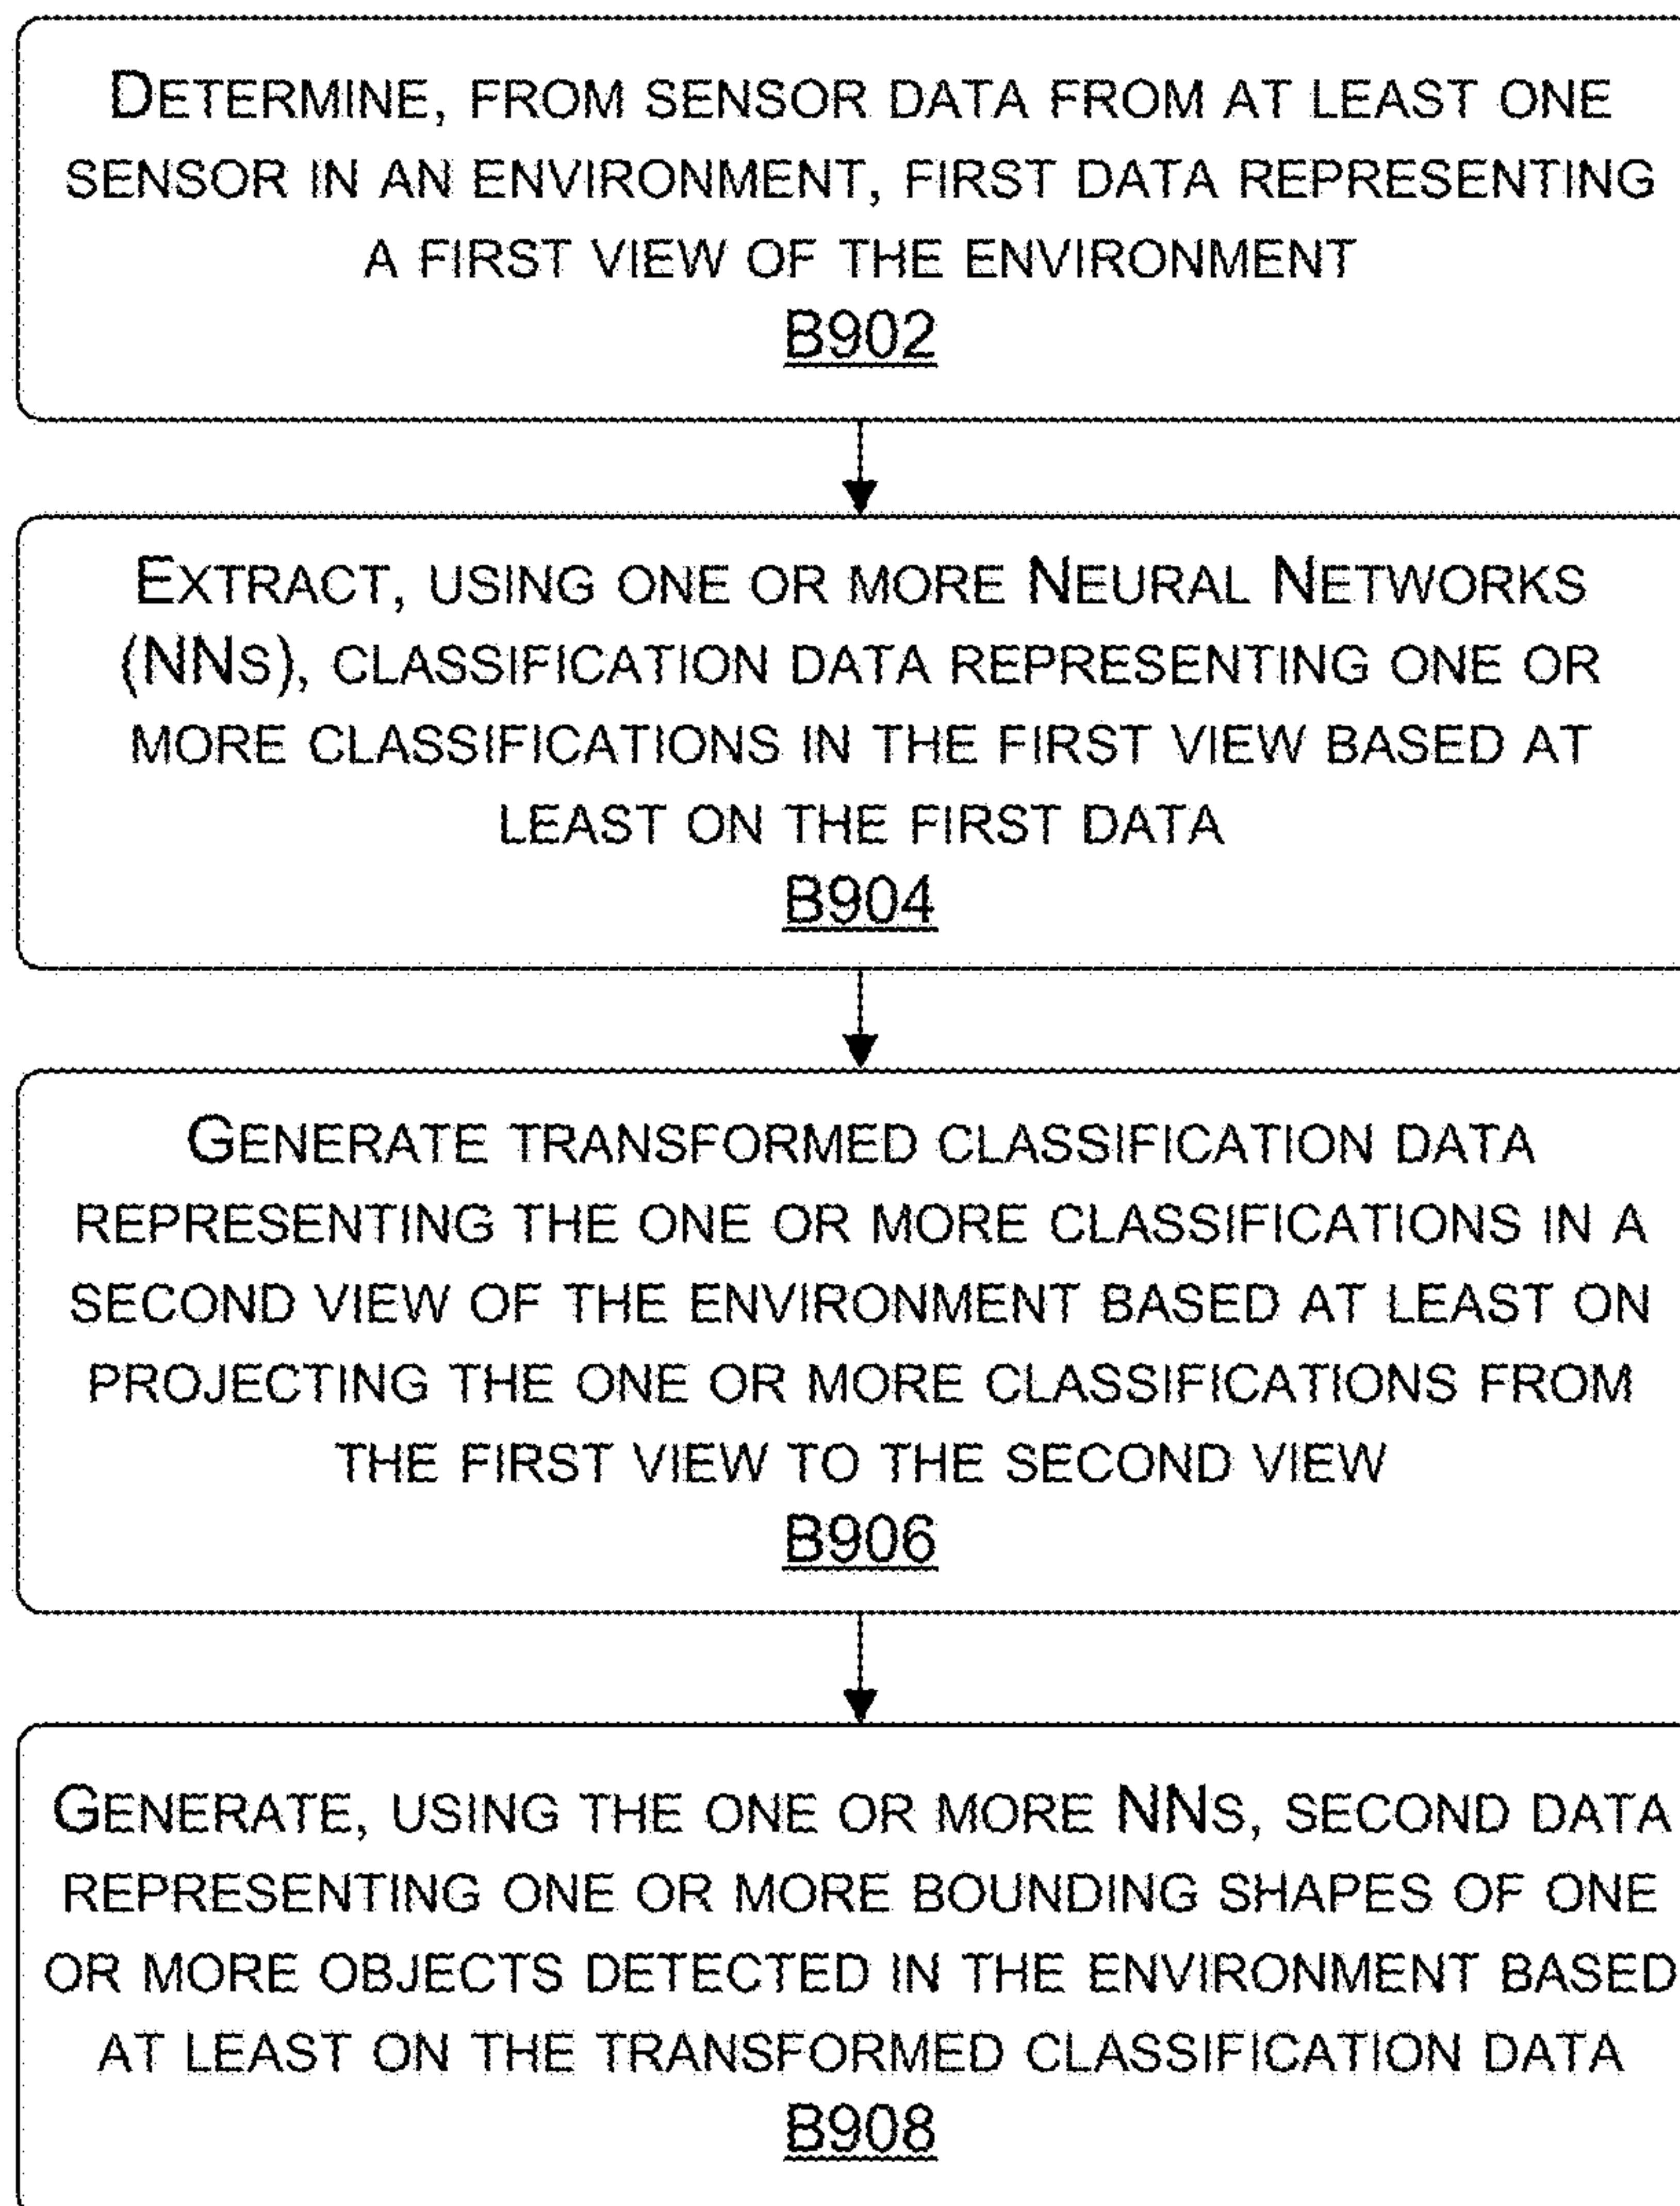 DETERMINE, FROM SENSOR DATA FROM AT LEAST ONE
SENSOR IN AN ENVIRONMENT, FIRST DATA REPRESENTING
A FIRST VIEW OF THE ENVIRONMENT
B902
EXTRACT, USING ONE OR MORE NEURAL NETWORKS
(NNS), CLASSIFICATION DATA REPRESENTING ONE OR
MORE CLASSIFICATIONS IN THE FIRST VIEW BASED AT
LEAST ON THE FIRST DATA
B904
GENERATE TRANSFORMED CLASSIFICATION DATA
REPRESENTING THE ONE OR MORE CLASSIFICATIONS IN A
SECOND VIEW OF THE ENVIRONMENT BASED AT LEAST ON
PROJECTING THE ONE OR MORE CLASSIFICATIONS FROM
THE FIRST VIEW TO THE SECOND VIEW
B906
GENERATE, USING THE ONE OR MORE NNS, SECOND DATA
REPRESENTING ONE OR MORE BOUNDING SHAPES OF ONE
OR MORE OBJECTS DETECTED IN THE ENVIRONMENT BASED
AT LEAST ON THE TRANSFORMED CLASSIFICATION DATA
B908